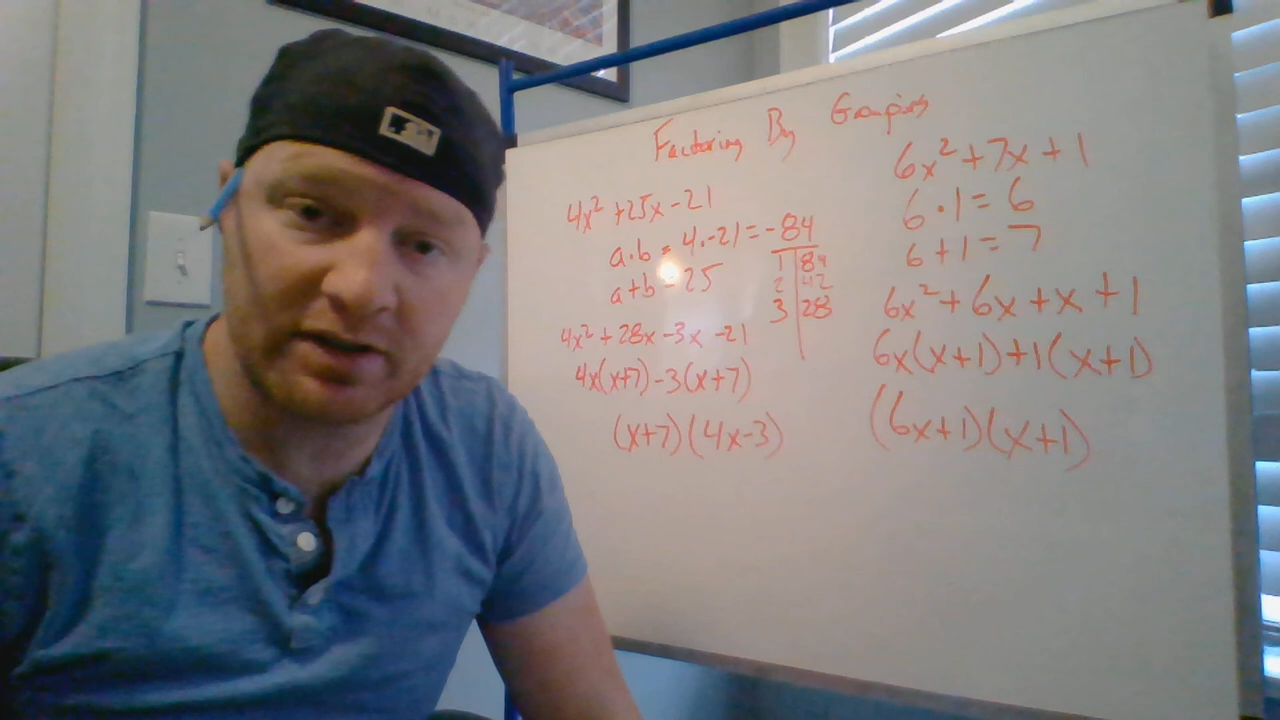 Factoring By Grouping
4x² + 25x - 21
a·b = 4·-21 = -84
a+b = 25
1 | 84
2 | 42
3 | 28
4x² + 28x - 3x - 21
4x(x+7) - 3(x+7)
(x+7)(4x-3)
6x² + 7x + 1
6·1 = 6
6 + 1 = 7
6x² + 6x + x + 1
6x(x+1) + 1(x+1)
(6x+1)(x+1)